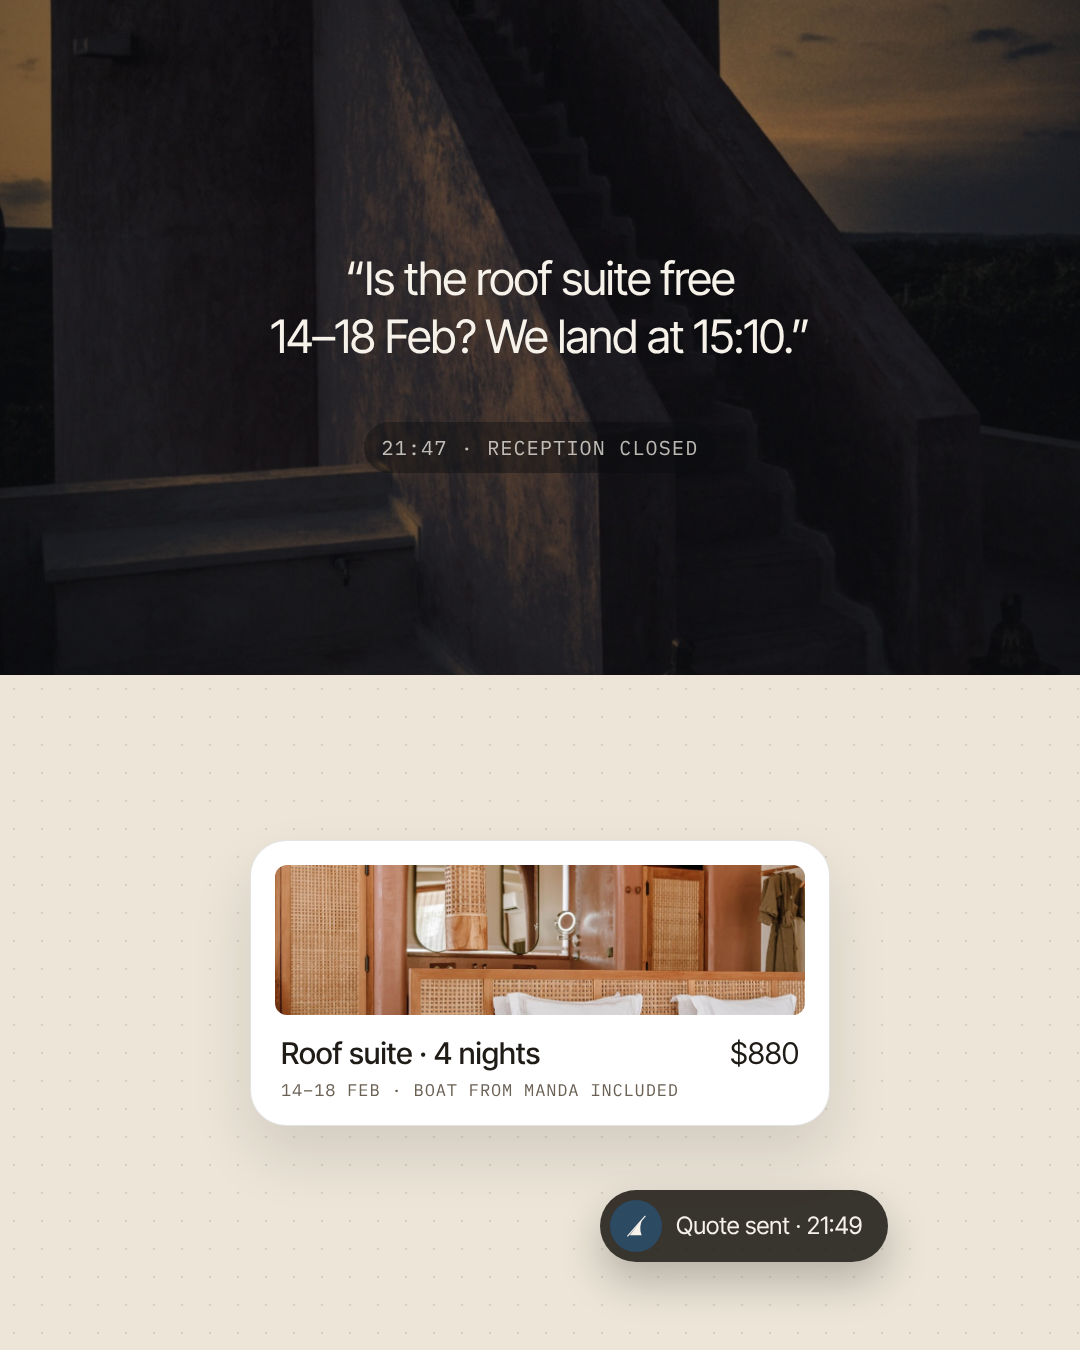 “Is the roof suite free
14–18 Feb? We land at 15:10.”
21:47 · RECEPTION CLOSED
Roof suite · 4 nights
$880
14–18 FEB · BOAT FROM MANDA INCLUDED
Quote sent · 21:49